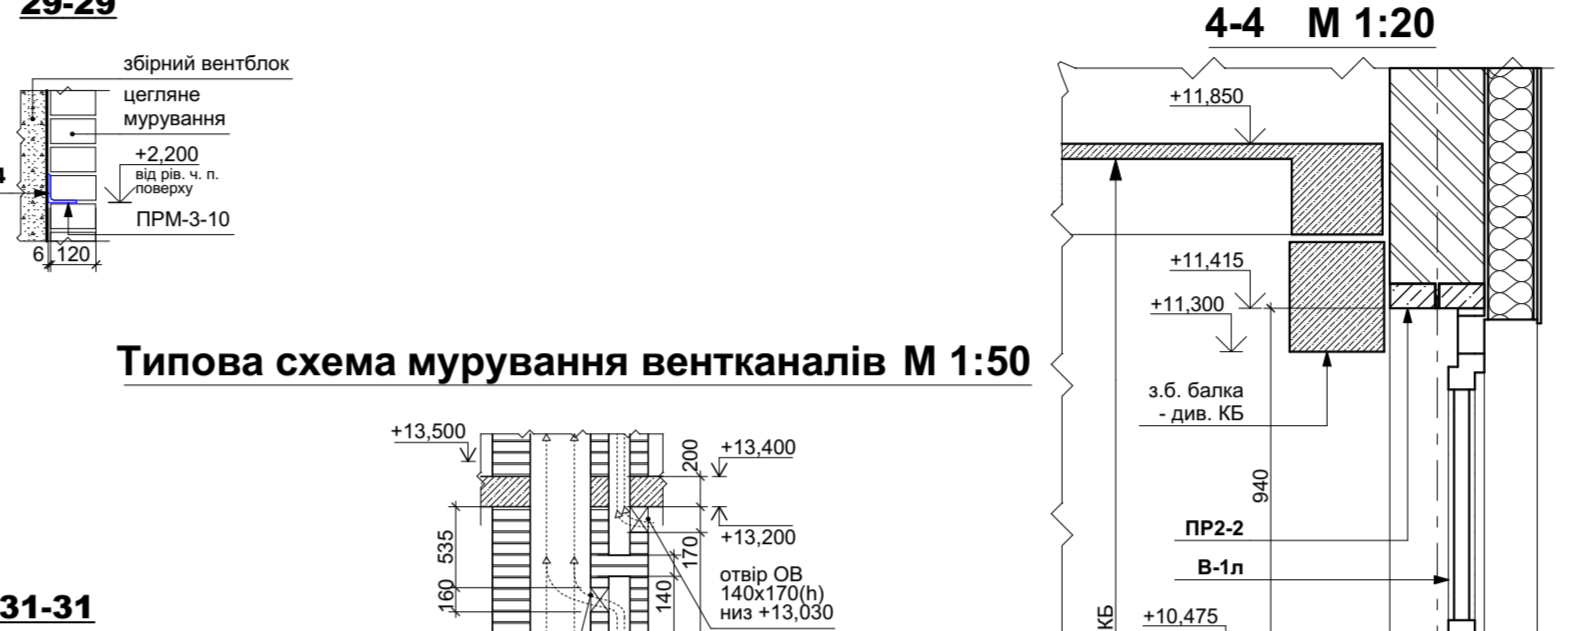 29-29
збірний вентблок
цегляне
мурування
+2,200
від рів. ч. п.
поверху
4
ПРМ-3-10
6 120
4-4 М 1:20
+11,850
+11,415
+11,300
з.б. балка
- див. КБ
940
ПР2-2
В-1л
+10,475
КБ
Типова схема мурування вентканалів М 1:50
+13,500
200
+13,400
535
+13,200
170
160
140
отвір ОВ
140х170(h)
низ +13,030
31-31